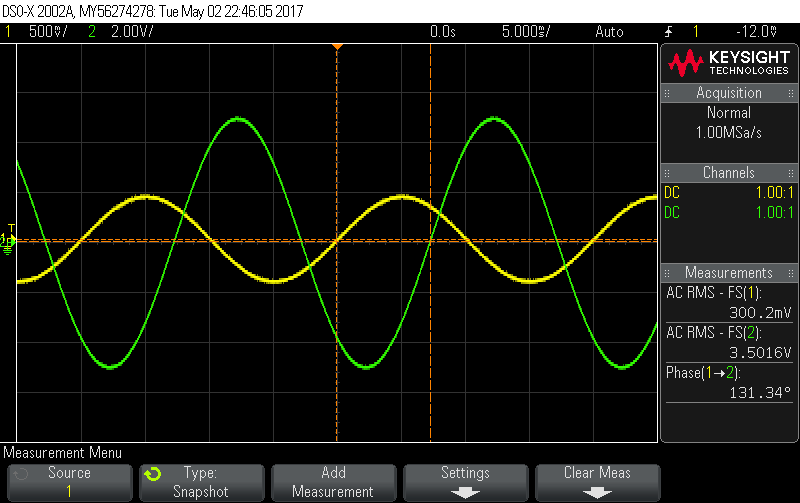 DSO-X 2002A, MY56274278: Tue May 02 22:46:05 2017
1 500mV/ 2 2.00V/ 0.0s 5.000ms/ Auto 1 -12.0mV
KEYSIGHT
TECHNOLOGIES
Acquisition
Normal
1.00MSa/s
Channels
DC 1.00:1
DC 1.00:1
Measurements
AC RMS - FS(1):
300.2mV
AC RMS - FS(2):
3.5016V
Phase(1→2):
131.34°
T
Measurement Menu
Source
1
Type:
Snapshot
Add
Measurement
Settings
Clear Meas